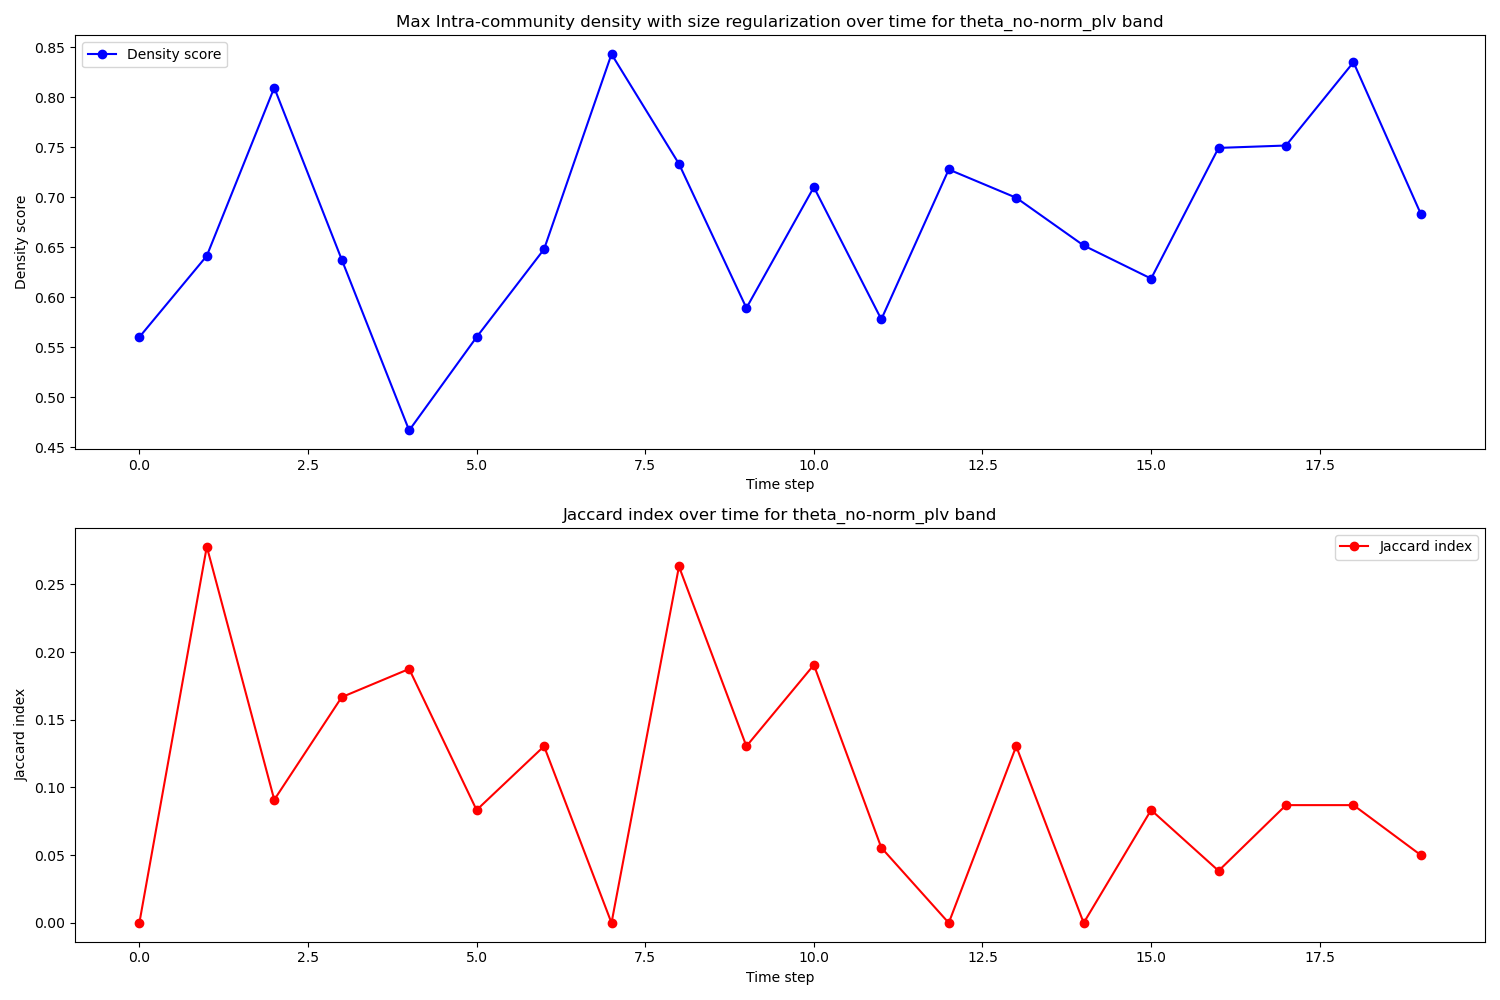 Max Intra-community density with size regularization over time for theta_no-norm_plv band
Density score
0.85
0.80
0.75
0.70
0.65
0.60
0.55
0.50
0.45
Density score
0.0 2.5 5.0 7.5 10.0 12.5 15.0 17.5
Time step
Jaccard index over time for theta_no-norm_plv band
Jaccard index
0.25
0.20
0.15
0.10
0.05
0.00
Jaccard index
0.0 2.5 5.0 7.5 10.0 12.5 15.0 17.5
Time step